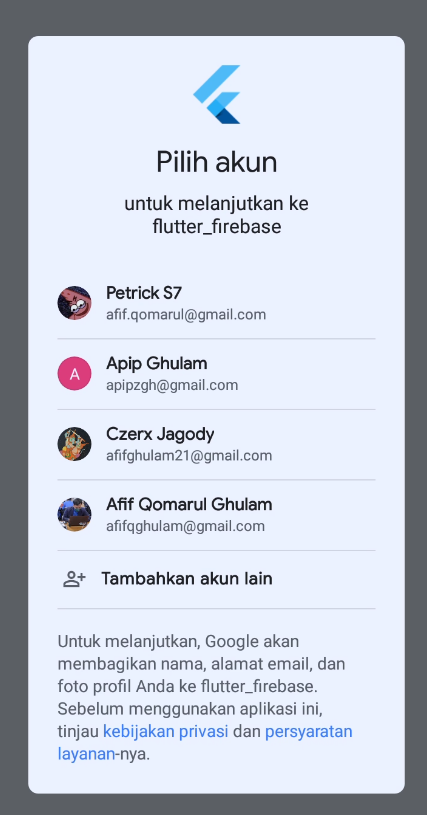 Pilih akun
untuk melanjutkan ke
flutter_firebase
Petrick S7
afif.qomarul@gmail.com
A
Apip Ghulam
apipzgh@gmail.com
Czerx Jagody
afifghulam21@gmail.com
Afif Qomarul Ghulam
afifqghulam@gmail.com
Tambahkan akun lain
Untuk melanjutkan, Google akan
membagikan nama, alamat email, dan
foto profil Anda ke flutter_firebase.
Sebelum menggunakan aplikasi ini,
tinjau kebijakan privasi dan persyaratan
layanan-nya.